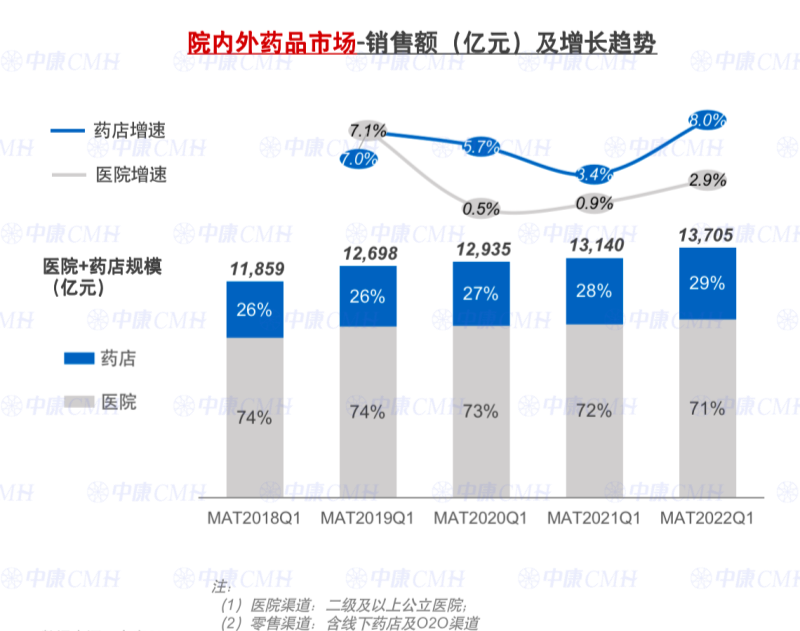 院内外药品市场-销售额（亿元）及增长趋势
药店增速
医院增速
7.1%
7.0%
5.7%
3.4%
8.0%
0.5%
0.9%
2.9%
医院+药店规模
（亿元）
药店
医院
11,859
12,698
12,935
13,140
13,705
26%
26%
27%
28%
29%
74%
74%
73%
72%
71%
MAT2018Q1
MAT2019Q1
MAT2020Q1
MAT2021Q1
MAT2022Q1
注：
（1）医院渠道：二级及以上公立医院；
（2）零售渠道：含线下药店及O2O渠道
中康CMH